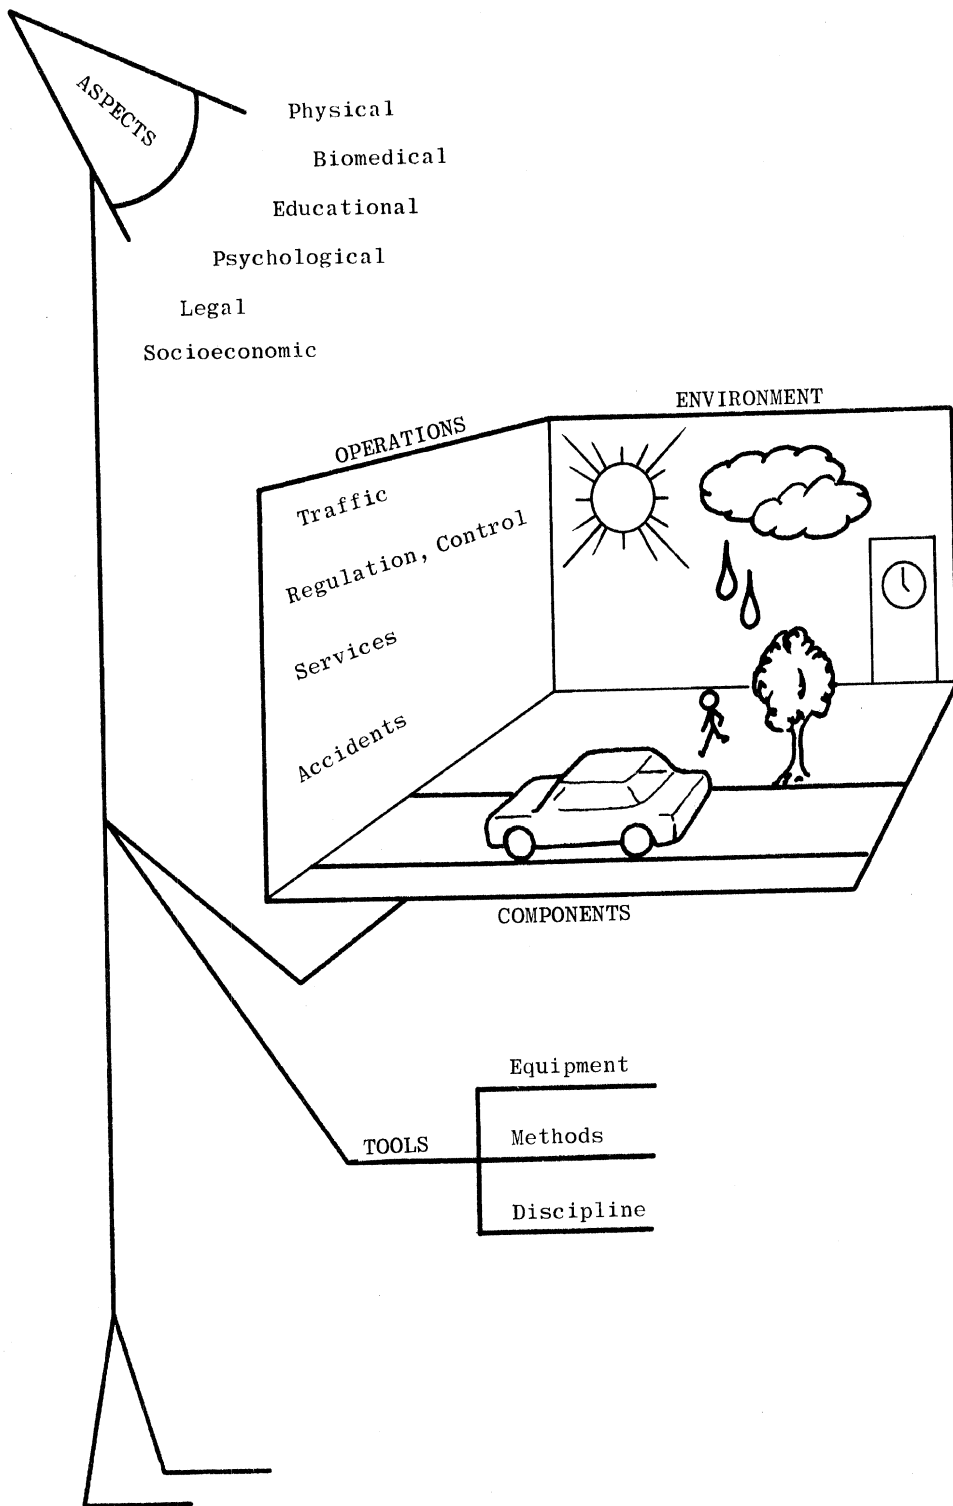 ASPECTS
Physical
Biomedical
Educational
Psychological
Legal
Socioeconomic
ENVIRONMENT
OPERATIONS
Traffic
Regulation, Control
Services
Accidents
COMPONENTS
Equipment
TOOLS
Methods
Discipline